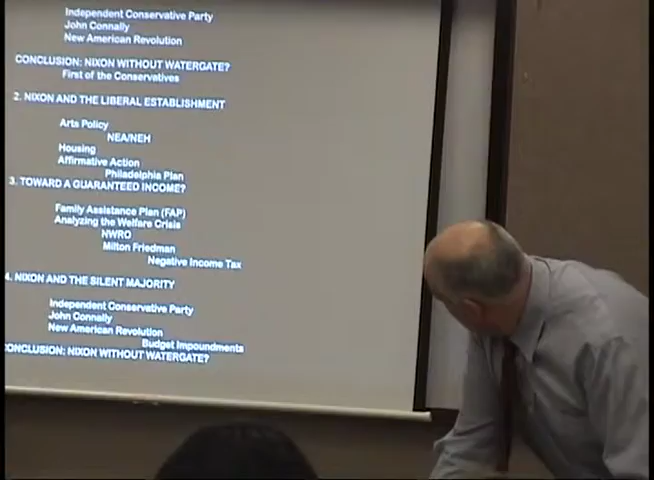 Independent Conservative Party
John Connally
New American Revolution
CONCLUSION: NIXON WITHOUT WATERGATE?
First of the Conservatives
2. NIXON AND THE LIBERAL ESTABLISHMENT
Arts Policy
NEA/NEH
Housing
Affirmative Action
Philadelphia Plan
3. TOWARD A GUARANTEED INCOME?
Family Assistance Plan (FAP)
Analyzing the Welfare Crisis
NWRO
Milton Friedman
Negative Income Tax
4. NIXON AND THE SILENT MAJORITY
Independent Conservative Party
John Connally
New American Revolution
Budget Impoundments
CONCLUSION: NIXON WITHOUT WATERGATE?